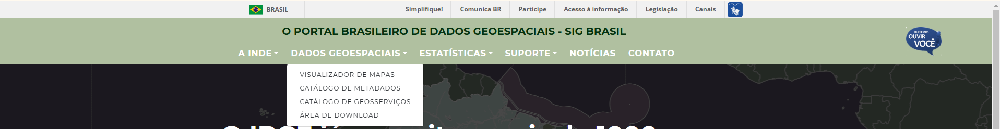 BRASIL Simplifique! Comunica BR Participe Acesso à informação Legislação Canais
O PORTAL BRASILEIRO DE DADOS GEOESPACIAIS - SIG BRASIL
QUEREMOS
OUVIR
VOCÊ
A INDE DADOS GEOESPACIAIS ESTATÍSTICAS SUPORTE NOTÍCIAS CONTATO
VISUALIZADOR DE MAPAS
CATÁLOGO DE METADADOS
CATÁLOGO DE GEOSSERVIÇOS
ÁREA DE DOWNLOAD